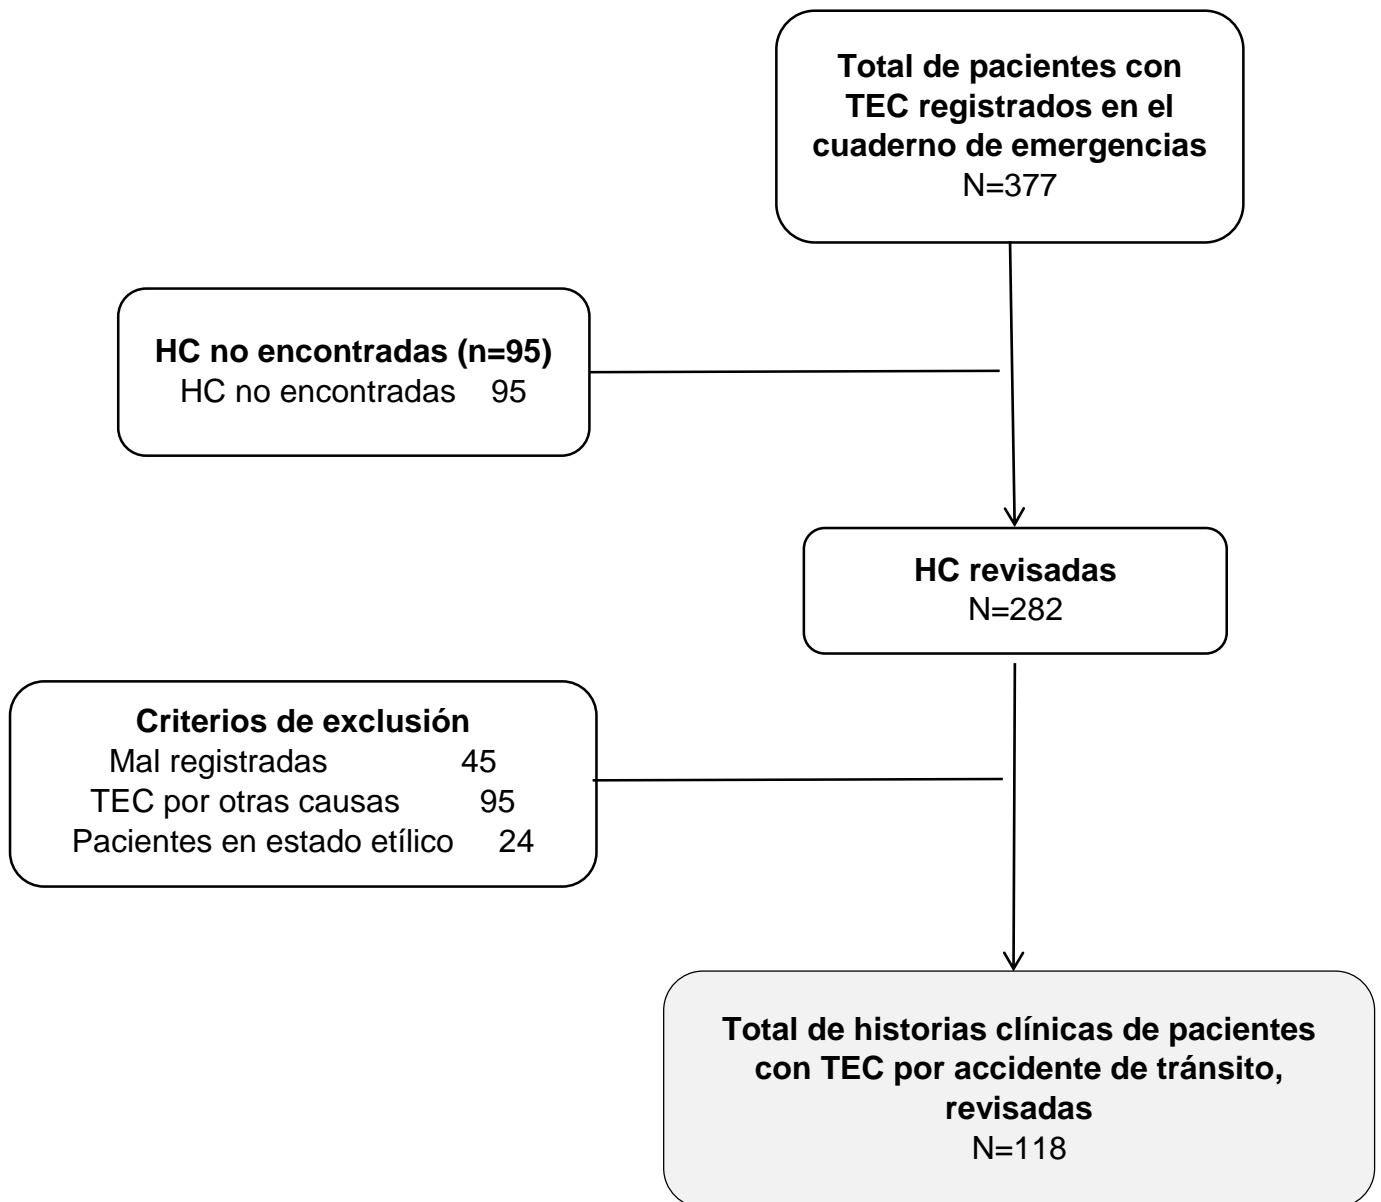 Total de pacientes con
TEC registrados en el
cuaderno de emergencias
N=377
HC no encontradas (n=95)
HC no encontradas 95
HC revisadas
N=282
Criterios de exclusión
Mal registradas 45
TEC por otras causas 95
Pacientes en estado etílico 24
Total de historias clínicas de pacientes
con TEC por accidente de tránsito,
revisadas
N=118